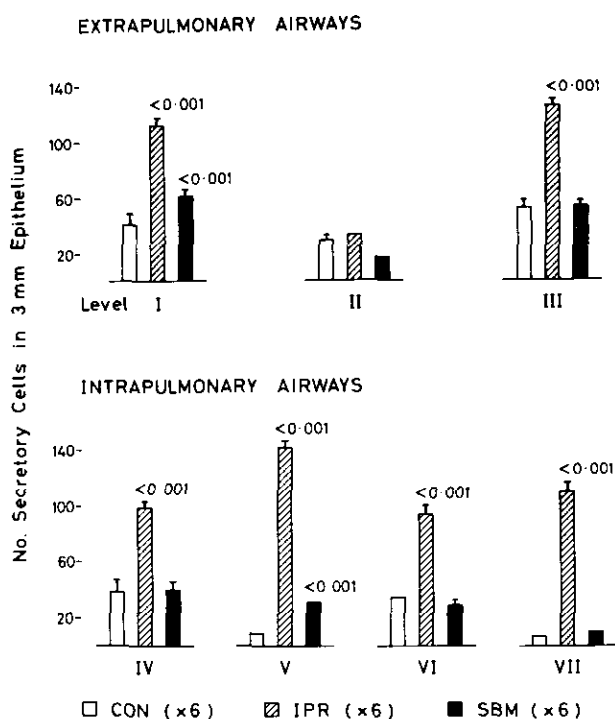 EXTRAPULMONARY AIRWAYS
No. Secretory Cells in 3mm Epithelium
140-
100-
60-
20-
<0·001
<0·001
<0·001
Level I II III
INTRAPULMONARY AIRWAYS
140-
100-
60-
20-
<0·001
<0·001
<0·001
<0·001
<0·001
IV V VI VII
CON (×6) IPR (×6) SBM (×6)